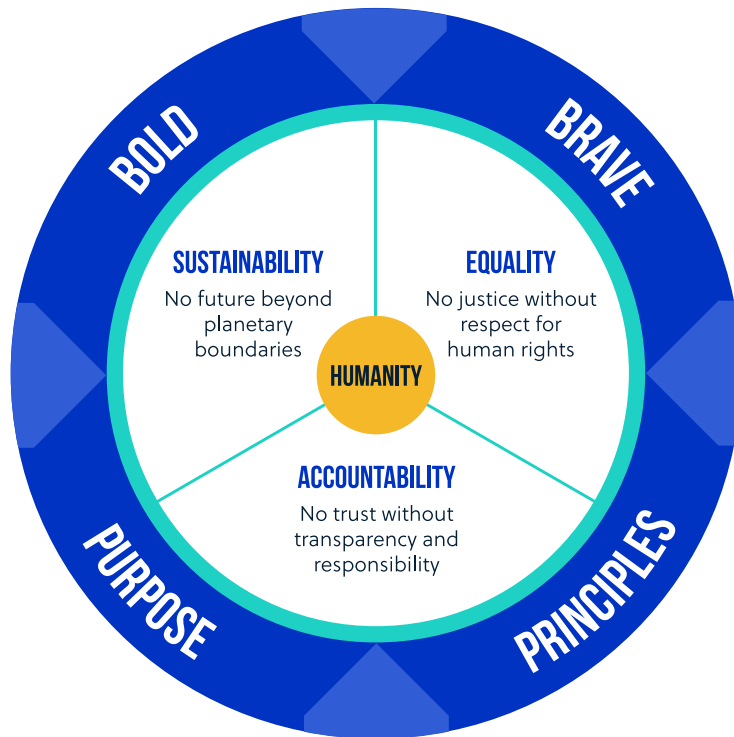 BOLD
BRAVE
SUSTAINABILITY
No future beyond
planetary
boundaries
EQUALITY
No justice without
respect for
human rights
HUMANITY
ACCOUNTABILITY
No trust without
transparency and
responsibility
PURPOSE
PRINCIPLES